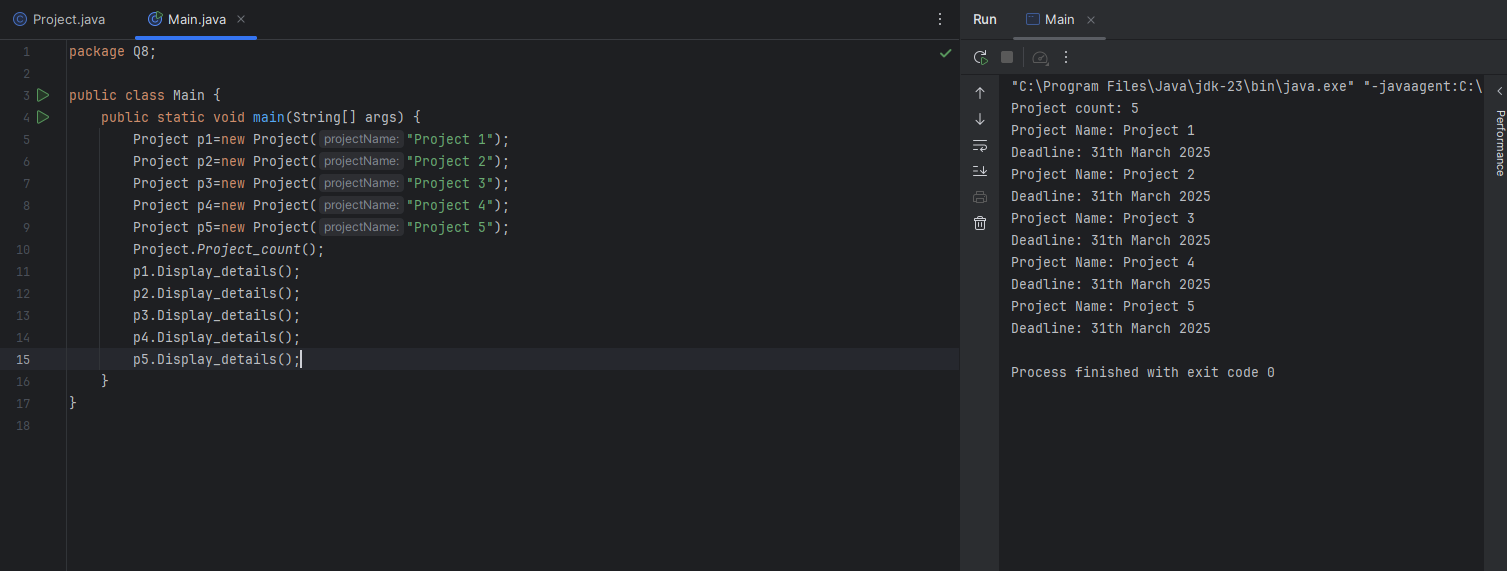 Project.java
Main.java
Run
Main
1 package Q8;
2
3 public class Main {
4 public static void main(String[] args) {
5 Project p1=new Project( projectName: "Project 1");
6 Project p2=new Project( projectName: "Project 2");
7 Project p3=new Project( projectName: "Project 3");
8 Project p4=new Project( projectName: "Project 4");
9 Project p5=new Project( projectName: "Project 5");
10 Project.Project_count();
11 p1.Display_details();
12 p2.Display_details();
13 p3.Display_details();
14 p4.Display_details();
15 p5.Display_details();
16 }
17 }
18
"C:\Program Files\Java\jdk-23\bin\java.exe" "-javaagent:C:\
Project count: 5
Project Name: Project 1
Deadline: 31th March 2025
Project Name: Project 2
Deadline: 31th March 2025
Project Name: Project 3
Deadline: 31th March 2025
Project Name: Project 4
Deadline: 31th March 2025
Project Name: Project 5
Deadline: 31th March 2025
Process finished with exit code 0
Performance